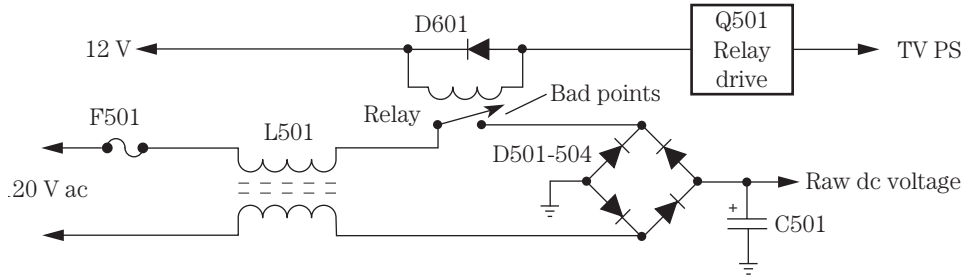 D601
Q501
Relay
drive
12 V
TV PS
Bad points
Relay
F501
L501
D501-504
.20 V ac
Raw dc voltage
+
C501